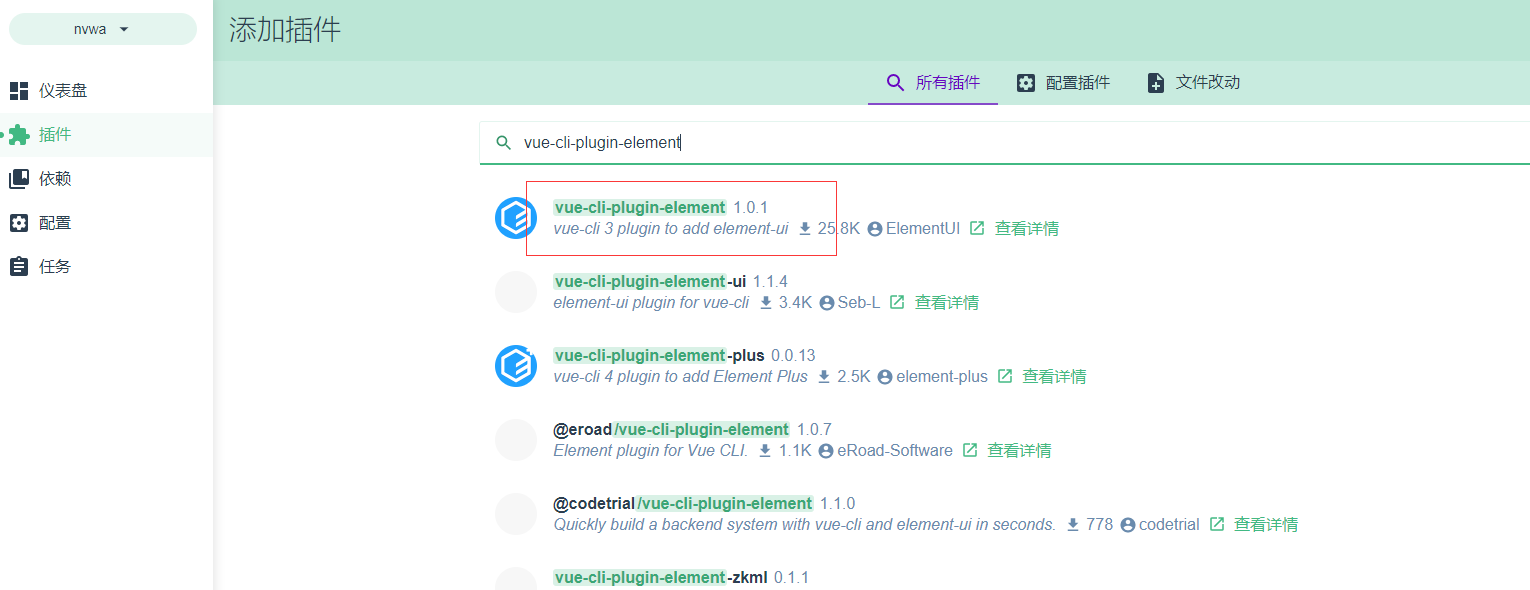 nvwa
添加插件
仪表盘
插件
依赖
配置
任务
所有插件
配置插件
文件改动
vue-cli-plugin-element
vue-cli-plugin-element 1.0.1
vue-cli 3 plugin to add element-ui 25.8K ElementUI 查看详情
vue-cli-plugin-element-ui 1.1.4
element-ui plugin for vue-cli 3.4K Seb-L 查看详情
vue-cli-plugin-element-plus 0.0.13
vue-cli 4 plugin to add Element Plus 2.5K element-plus 查看详情
@eroad/vue-cli-plugin-element 1.0.7
Element plugin for Vue CLI. 1.1K eRoad-Software 查看详情
@codetrial/vue-cli-plugin-element 1.1.0
Quickly build a backend system with vue-cli and element-ui in seconds. 778 codetrial 查看详情
vue-cli-plugin-element-zkml 0.1.1